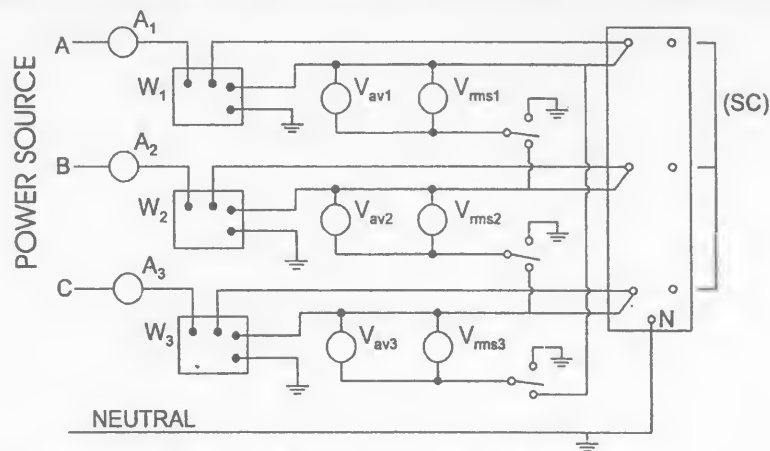 POWER SOURCE
A
A1
W1
Vav1
Vrms1
(SC)
B
A2
W2
Vav2
Vrms2
C
A3
W3
Vav3
Vrms3
N
NEUTRAL